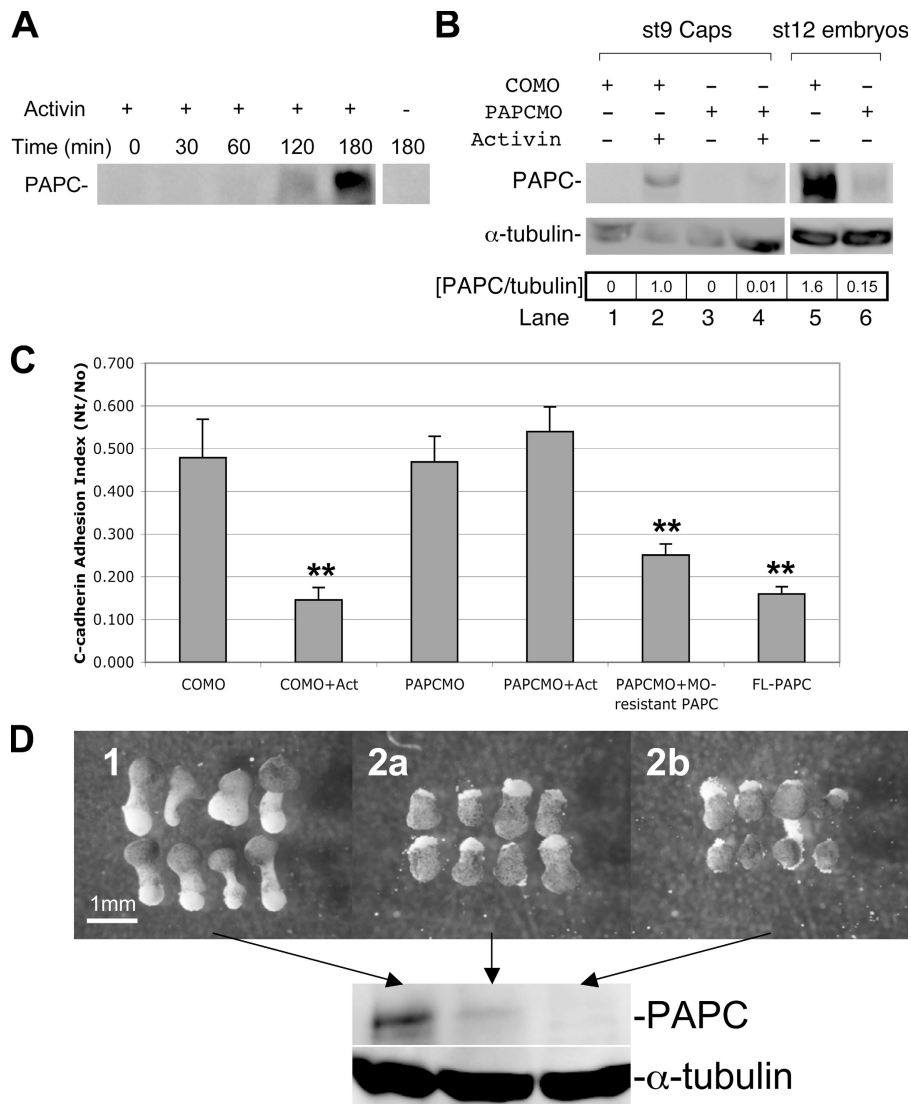 A
Activin + + + + + -
Time (min) 0 30 60 120 180 180
PAPC-
B
st9 Caps st12 embryos
COMO + + – – + –
PAPCMO – – + + – +
Activin – + – +
PAPC-
α-tubulin-
[PAPC/tubulin] 0 1.0 0 0.01 1.6 0.15
Lane 1 2 3 4 5 6
C
C-cadherin Adhesion Index (Nt/No)
0.700
0.600
0.500
0.400
0.300
0.200
0.100
0.000
** ** **
COMO COMO+Act PAPCMO PAPCMO+Act PAPCMO+MO- FL-PAPC
resistant PAPC
D
1 2a 2b
1mm
-PAPC
-α-tubulin